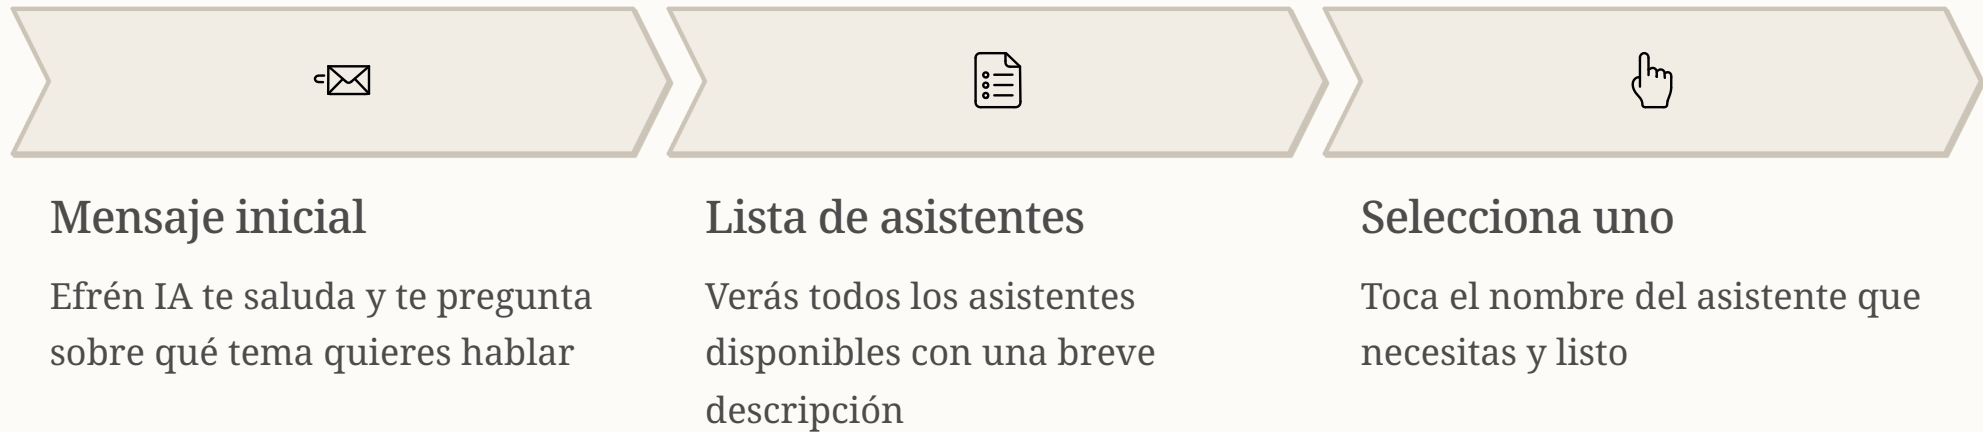 Mensaje inicial
Efrén IA te saluda y te pregunta
sobre qué tema quieres hablar
Lista de asistentes
Verás todos los asistentes
disponibles con una breve
descripción
Selecciona uno
Toca el nombre del asistente que
necesitas y listo